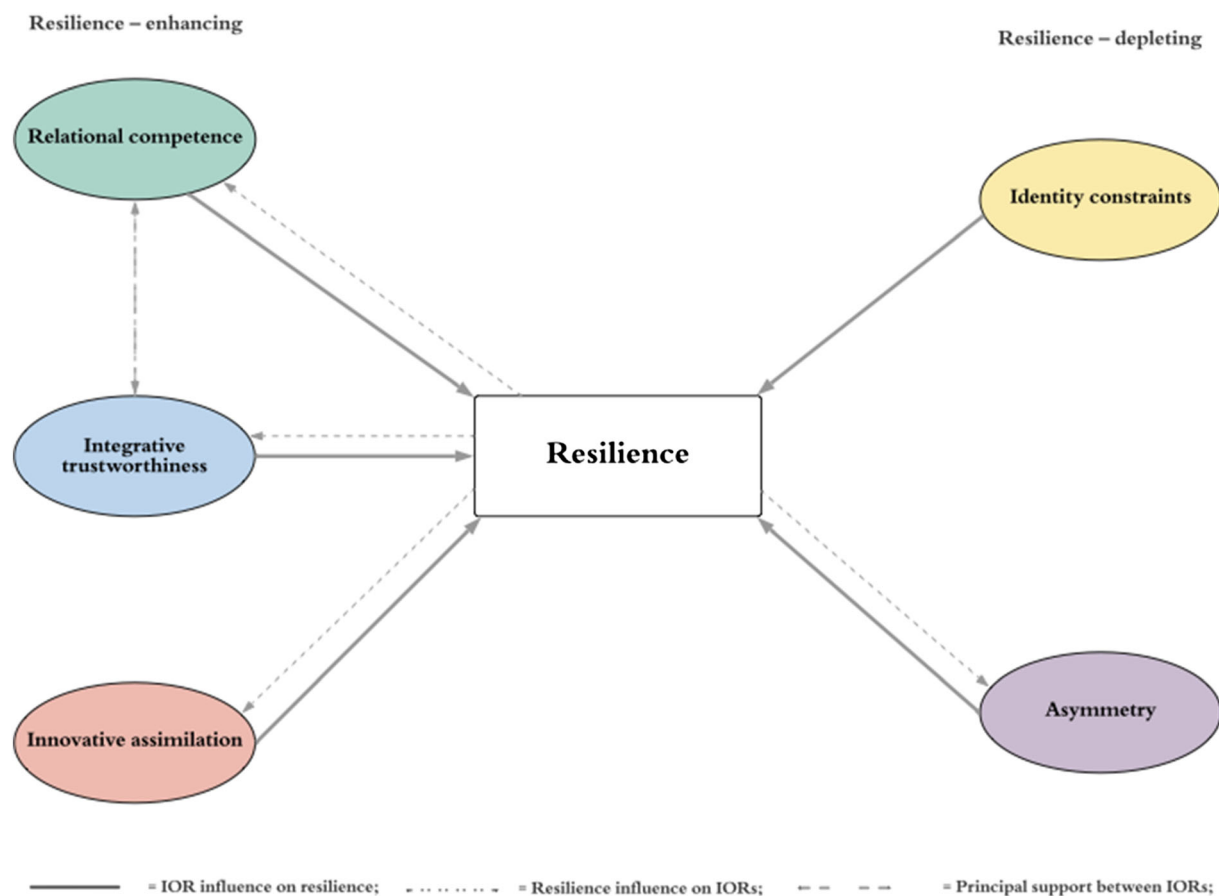 Resilience – enhancing
Resilience – depleting
Relational competence
Identity constraints
Integrative
trustworthiness
Resilience
Innovative assimilation
Asymmetry
= IOR influence on resilience;
= Resilience influence on IORs;
= Principal support between IORs;